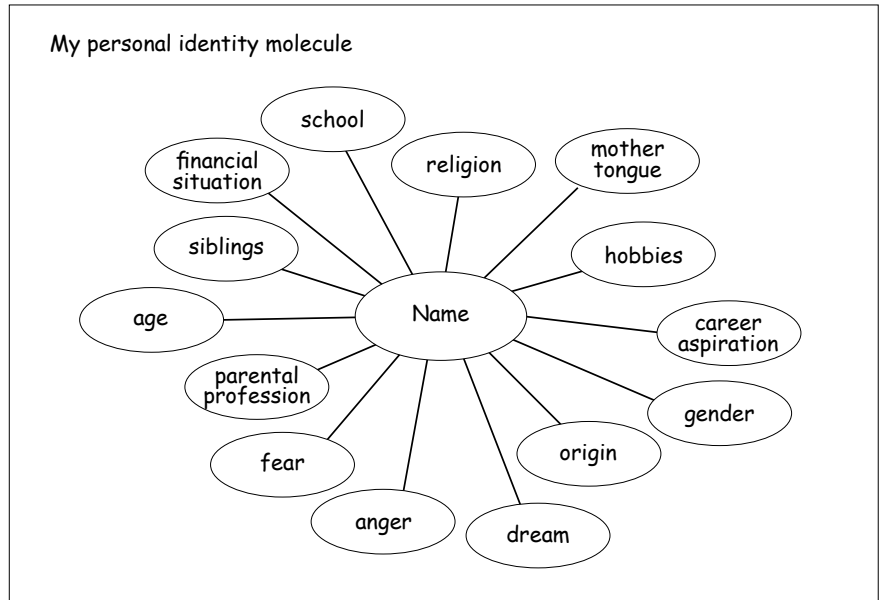 My personal identity molecule
school
religion
mother
tongue
financial
situation
siblings
hobbies
age
Name
career
aspiration
parental
profession
gender
fear
origin
anger
dream